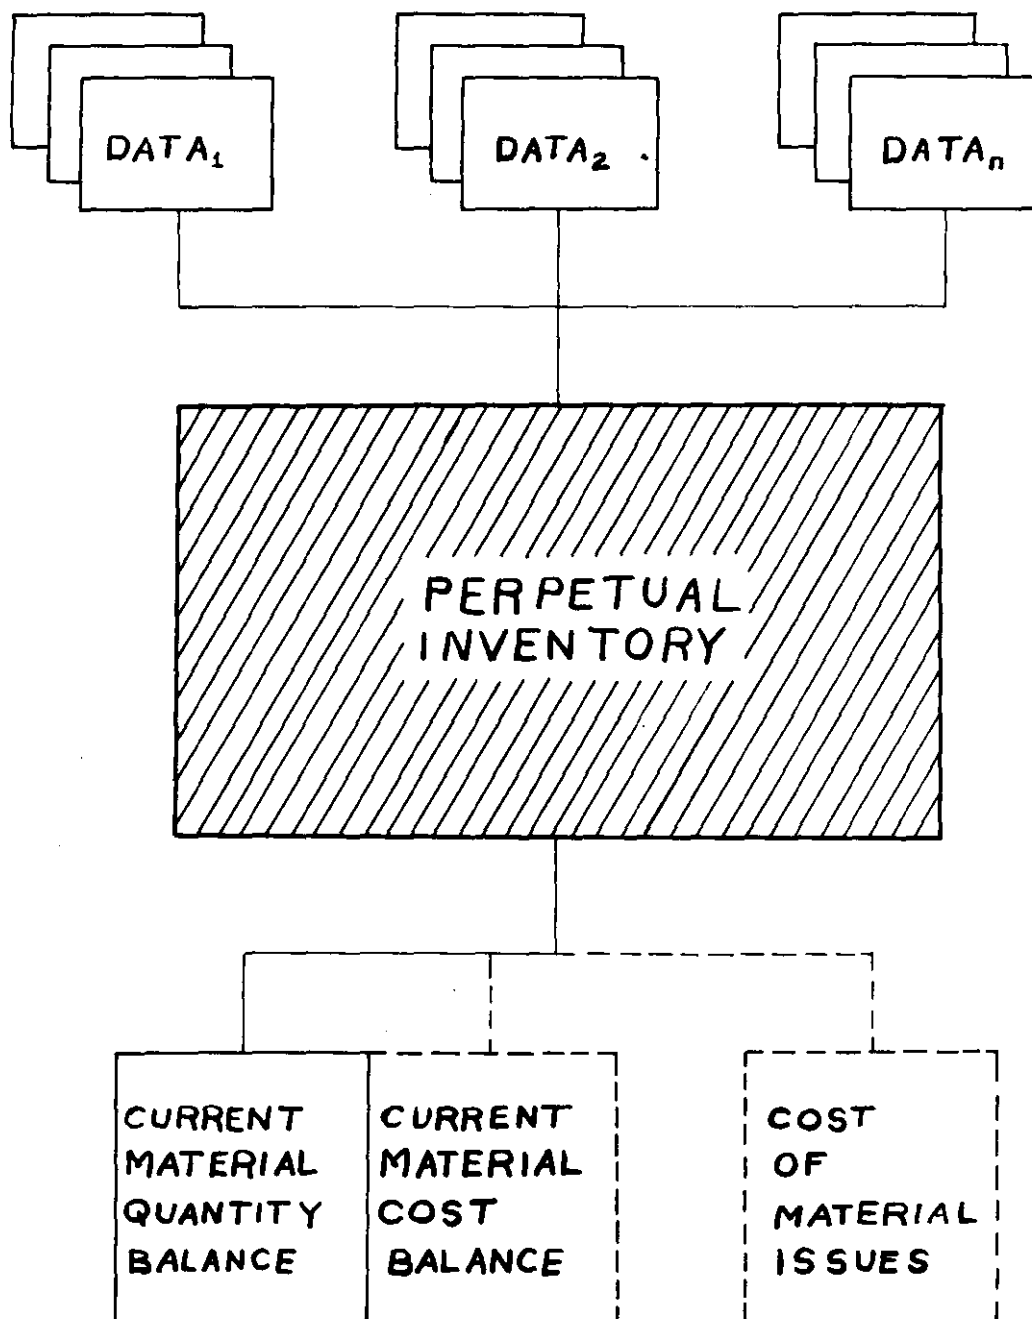 DATA₁
DATA₂
DATAₙ
PERPETUAL
INVENTORY
CURRENT
MATERIAL
QUANTITY
BALANCE
CURRENT
MATERIAL
COST
BALANCE
COST
OF
MATERIAL
ISSUES